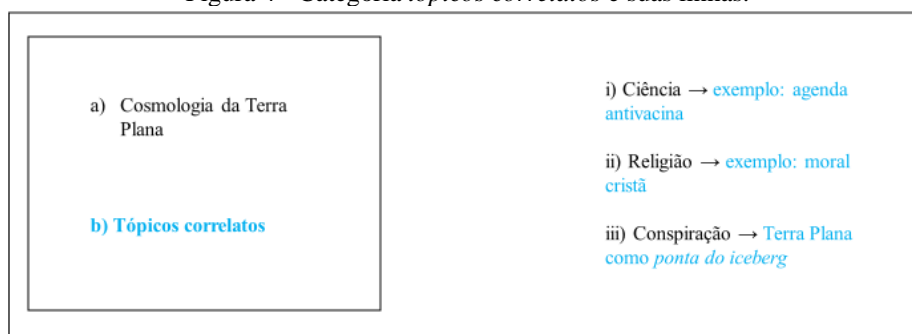 a) Cosmologia da Terra
Plana
b) Tópicos correlatos
i) Ciência → exemplo: agenda
antivacina
ii) Religião → exemplo: moral
cristã
iii) Conspiração → Terra Plana
como ponta do iceberg